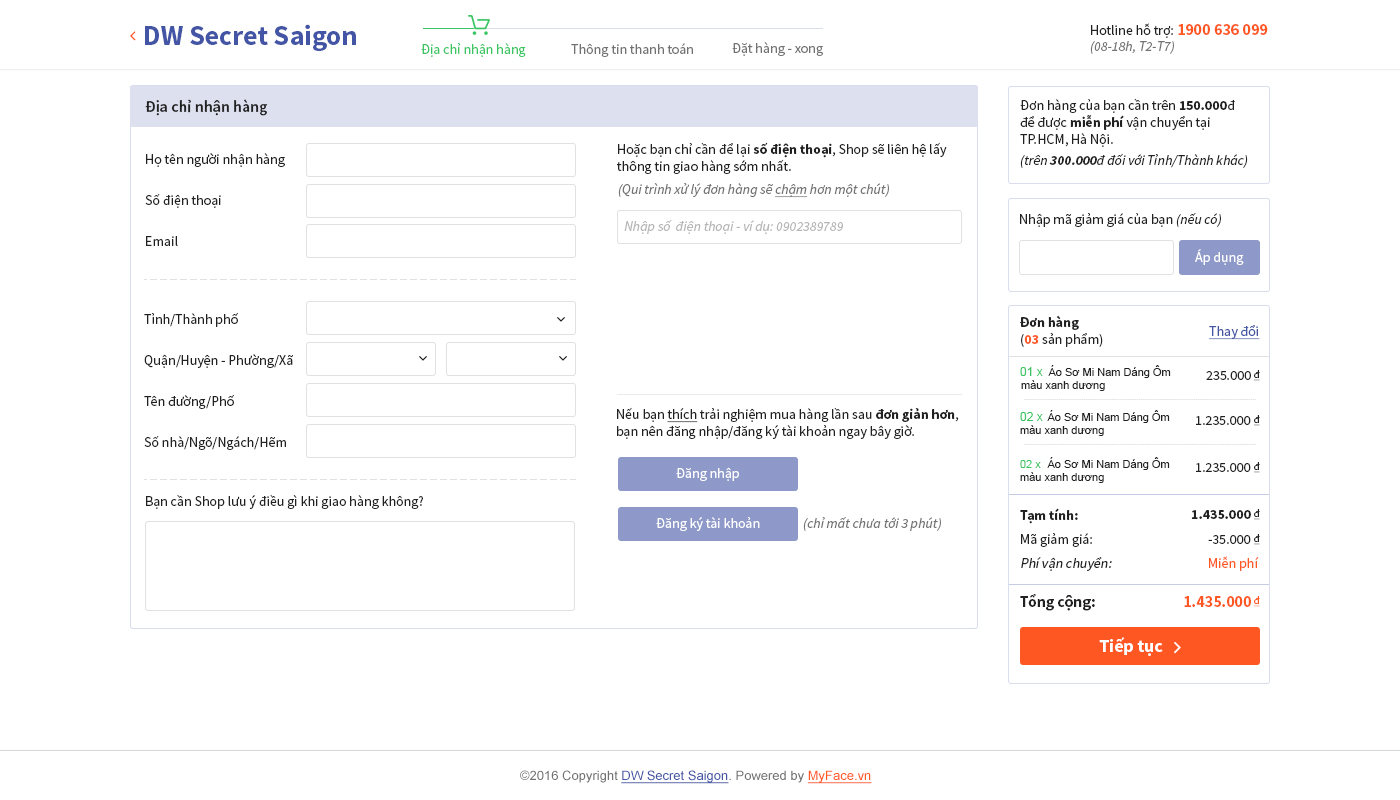 DW Secret Saigon
Địa chỉ nhận hàng
Thông tin thanh toán
Đặt hàng - xong
Hotline hỗ trợ: 1900 636 099
(08-18h, T2-T7)
Địa chỉ nhận hàng
Họ tên người nhận hàng
Số điện thoại
Email
Tỉnh/Thành phố
Quận/Huyện - Phường/Xã
Tên đường/Phố
Số nhà/Ngõ/Ngách/Hẽm
Bạn cần Shop lưu ý điều gì khi giao hàng không?
Hoặc bạn chỉ cần để lại số điện thoại, Shop sẽ liên hệ lấy
thông tin giao hàng sớm nhất.
(Qui trình xử lý đơn hàng sẽ chậm hơn một chút)
Nhập số điện thoại - ví dụ: 0902389789
Nếu bạn thích trải nghiệm mua hàng lần sau đơn giản hơn,
bạn nên đăng nhập/đăng ký tài khoản ngay bây giờ.
Đăng nhập
Đăng ký tài khoản (chỉ mất chưa tới 3 phút)
Đơn hàng của bạn cần trên 150.000đ
để được miễn phí vận chuyển tại
TP.HCM, Hà Nội.
(trên 300.000đ đối với Tỉnh/Thành khác)
Nhập mã giảm giá của bạn (nếu có)
Áp dụng
Đơn hàng
(03 sản phẩm)
Thay đổi
01 x Áo Sơ Mi Nam Dáng Ôm 235.000 ₫
màu xanh dương
02 x Áo Sơ Mi Nam Dáng Ôm 1.235.000 ₫
màu xanh dương
02 x Áo Sơ Mi Nam Dáng Ôm 1.235.000 ₫
màu xanh dương
Tạm tính: 1.435.000 ₫
Mã giảm giá: -35.000 ₫
Phí vận chuyển: Miễn phí
Tổng cộng: 1.435.000 ₫
Tiếp tục
©2016 Copyright DW Secret Saigon. Powered by MyFace.vn